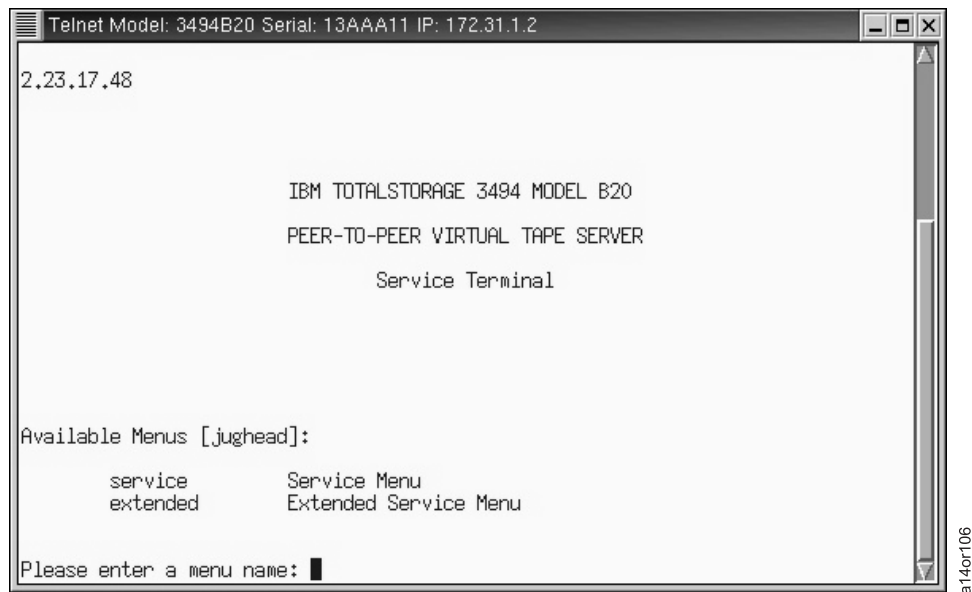 Telnet Model: 3494B20 Serial: 13AAA11 IP: 172.31.1.2
2.23.17.48
IBM TOTALSTORAGE 3494 MODEL B20
PEER-TO-PEER VIRTUAL TAPE SERVER
Service Terminal
Available Menus [jughead]:
service Service Menu
extended Extended Service Menu
Please enter a menu name:
a14or106